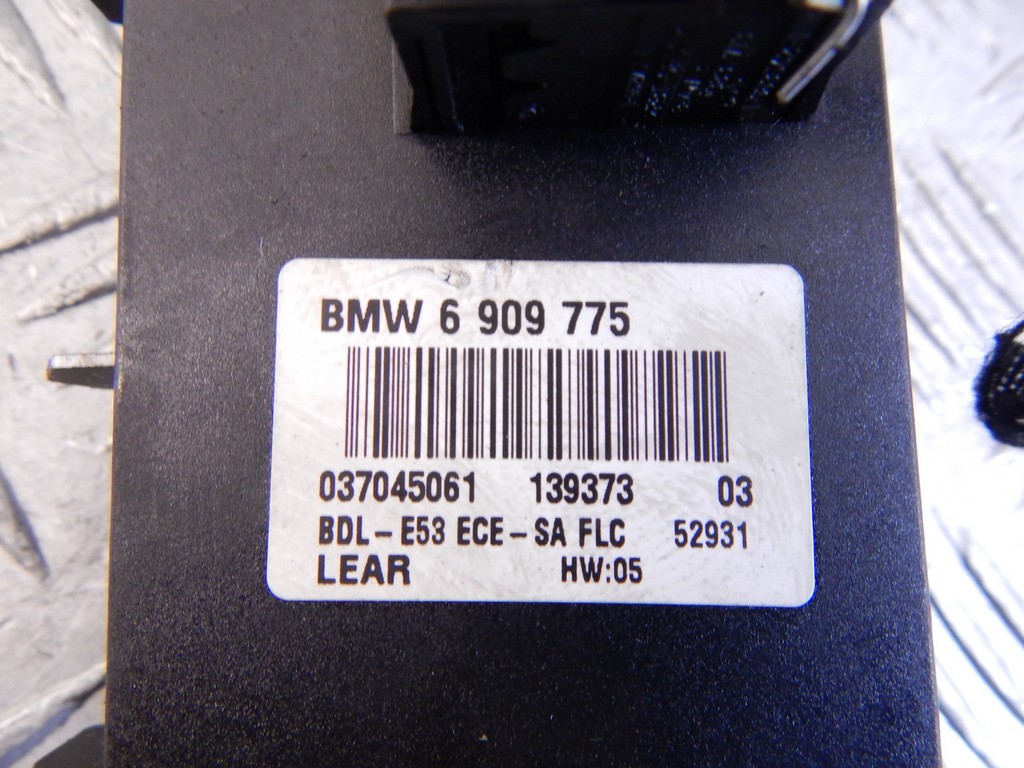 BMW 6 909 775
037045061 139373 03
BDL-E53 ECE-SA FLC 52931
LEAR HW:05